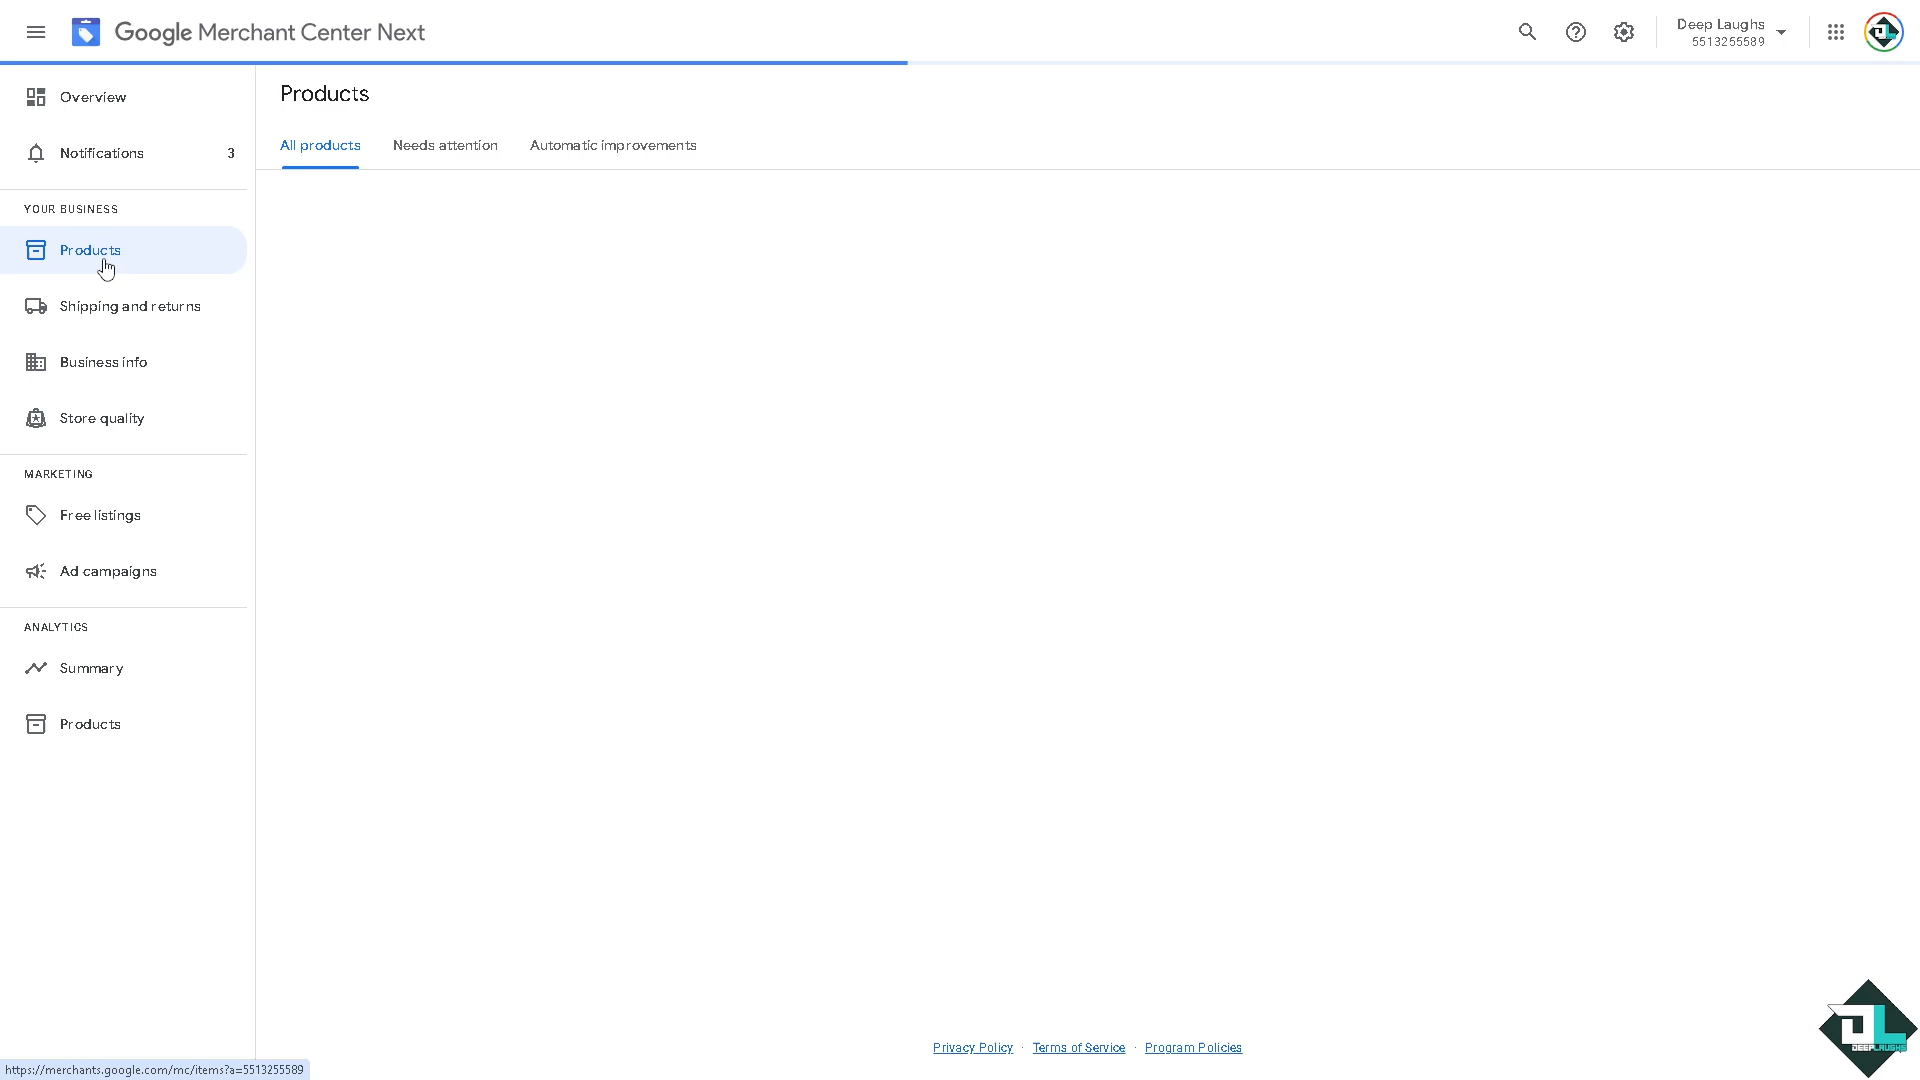 Google Merchant Center Next
Deep Laughs
5513255589
Overview
Notifications 3
YOUR BUSINESS
Products
Shipping and returns
Business info
Store quality
MARKETING
Free listings
Ad campaigns
ANALYTICS
Summary
Products
Products
All products Needs attention Automatic improvements
Privacy Policy · Terms of Service · Program Policies
https://merchants.google.com/mc/items?a=5513255589
DL
DEEPLAUGHS